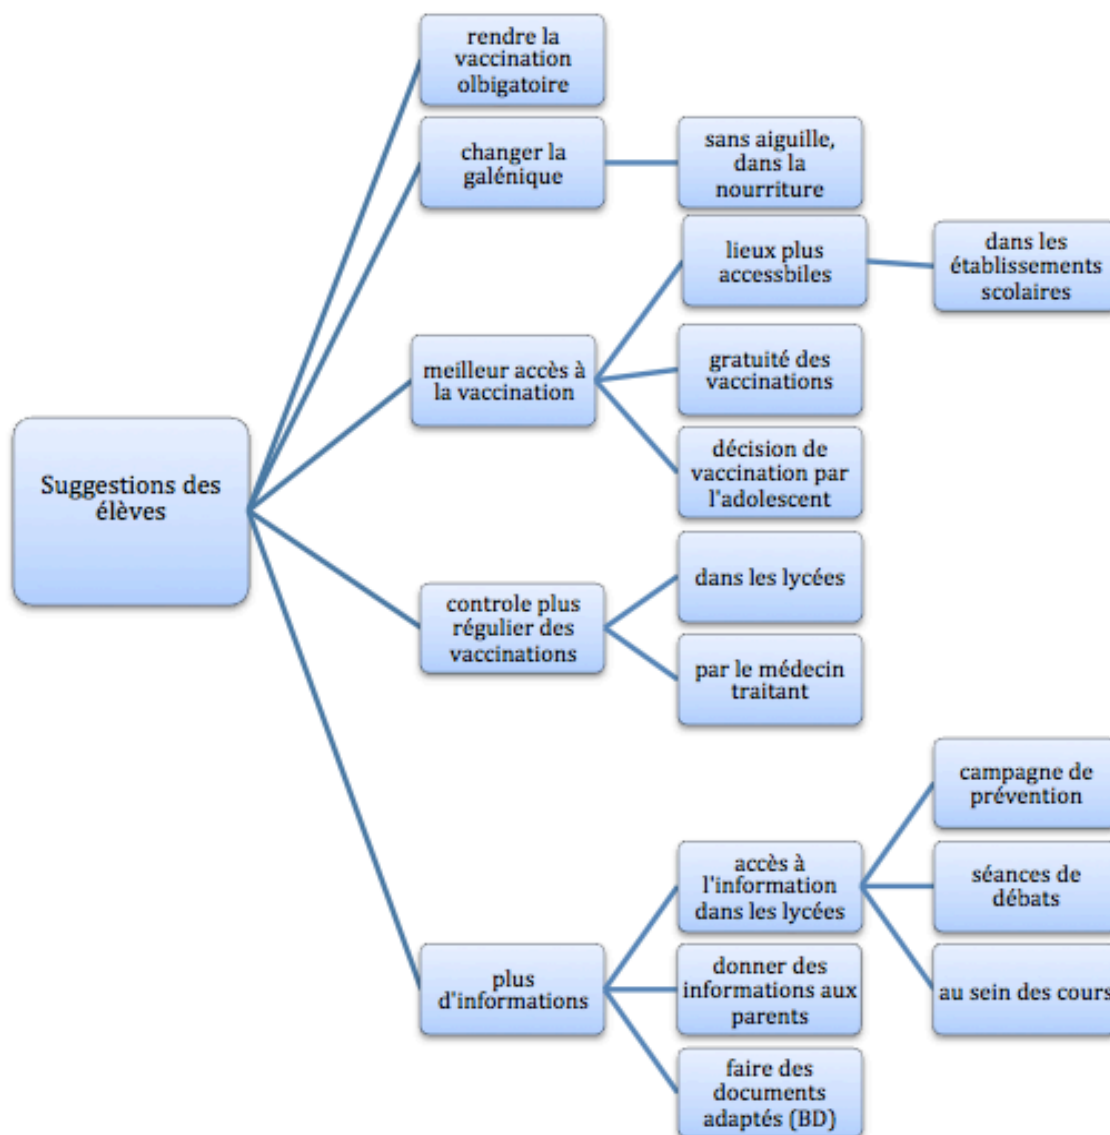 Suggestions des
élèves
rendre la
vaccination
olbigatoire
changer la
galénique
sans aiguille,
dans la
nourriture
meilleur accès à
la vaccination
lieux plus
accessbiles
dans les
établissements
scolaires
gratuité des
vaccinations
décision de
vaccination par
l'adolescent
controle plus
régulier des
vaccinations
dans les lycées
par le médecin
traitant
plus
d'informations
accès à
l'information
dans les lycées
campagne de
prévention
séances de
débats
au sein des cours
donner des
informations aux
parents
faire des
documents
adaptés (BD)